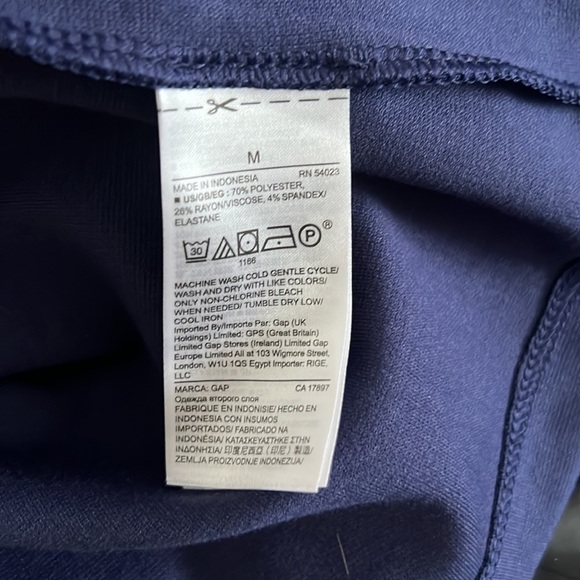 M
MADE IN INDONESIA RN 54023
■ US/GB/EG : 70% POLYESTER,
26% RAYON/VISCOSE, 4% SPANDEX/
ELASTANE
30 P ®
1166
MACHINE WASH COLD GENTLE CYCLE/
WASH AND DRY WITH LIKE COLORS/
ONLY NON-CHLORINE BLEACH
WHEN NEEDED/ TUMBLE DRY LOW/
COOL IRON
Imported By/Importe Par: Gap (UK
Holdings) Limited: GPS (Great Britain)
Limited Gap Stores (Ireland) Limited Gap
Europe Limited All at 103 Wigmore Street,
London, W1U 1QS Egypt Importer: RIGE,
LLC
MARCA: GAP CA 17897
Одежда второго слоя
FABRIQUE EN INDONISIE/ HECHO EN
INDONESIA CON INSUMOS
IMPORTADOS/ FABRICADO NA
INDONÉSIA/ ΚΑΤΑΣΚΕΥΑΣΤΗΚΕ ΣΤΗΝ
ΙΝΔΟΝΗΣΙΑ/ 印度尼西亞 (印尼) 製造/
ZEMLJA PROIZVODNJE INDONEZIJA/